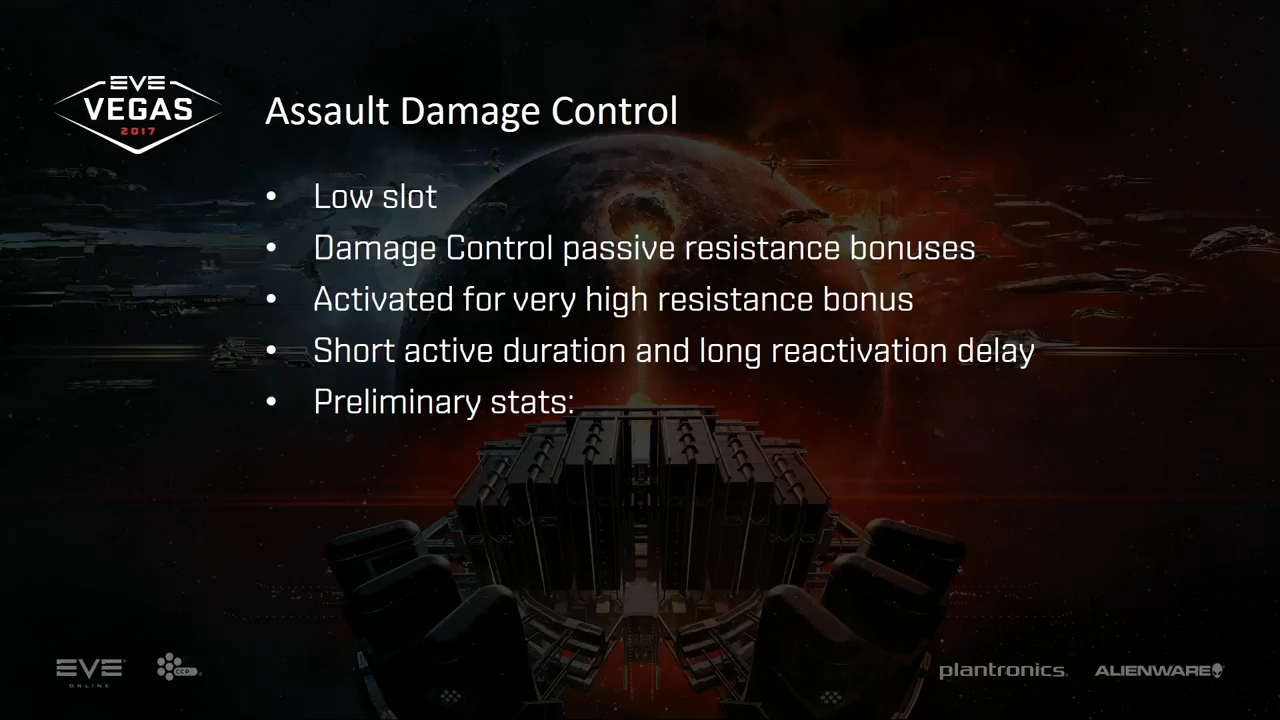 EVE
VEGAS
2017
Assault Damage Control
• Low slot
• Damage Control passive resistance bonuses
• Activated for very high resistance bonus
• Short active duration and long reactivation delay
• Preliminary stats:
EVE
ONLINE
CCP
plantronics.
ALIENWARE